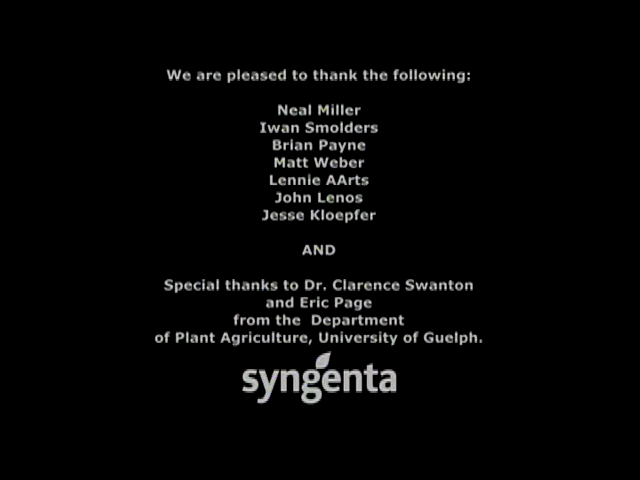 We are pleased to thank the following:
Neal Miller
Iwan Smolders
Brian Payne
Matt Weber
Lennie AArts
John Lenos
Jesse Kloepfer
AND
Special thanks to Dr. Clarence Swanton
and Eric Page
from the Department
of Plant Agriculture, University of Guelph.
syngenta